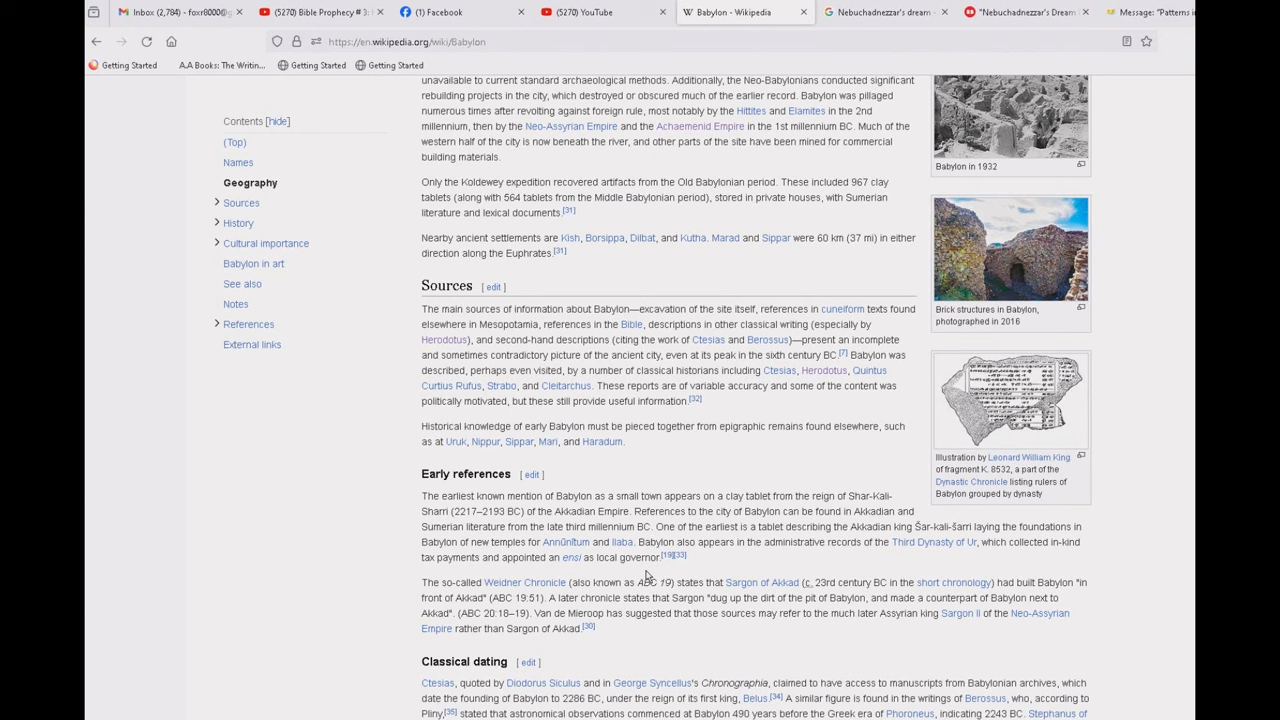 Inbox (2,784) - foxr8000@g
(5270) Bible Prophecy # 3:
(1) Facebook
(5270) YouTube
Babylon - Wikipedia
Nebuchadnezzar's dream -
"Nebuchadnezzar's Dream
Message: "Patterns in
https://en.wikipedia.org/wiki/Babylon
Getting Started
A.A Books: The Writin...
Getting Started
Getting Started
Contents [hide]
(Top)
Names
Geography
Sources
History
Cultural importance
Babylon in art
See also
Notes
References
External links
unavailable to current standard archaeological methods. Additionally, the Neo-Babylonians conducted significant
rebuilding projects in the city, which destroyed or obscured much of the earlier record. Babylon was pillaged
numerous times after revolting against foreign rule, most notably by the Hittites and Elamites in the 2nd
millennium, then by the Neo-Assyrian Empire and the Achaemenid Empire in the 1st millennium BC. Much of the
western half of the city is now beneath the river, and other parts of the site have been mined for commercial
building materials.
Only the Koldewey expedition recovered artifacts from the Old Babylonian period. These included 967 clay
tablets (along with 564 tablets from the Middle Babylonian period), stored in private houses, with Sumerian
literature and lexical documents.[31]
Nearby ancient settlements are Kish, Borsippa, Dilbat, and Kutha. Marad and Sippar were 60 km (37 mi) in either
direction along the Euphrates.[31]
Sources [ edit ]
The main sources of information about Babylon—excavation of the site itself, references in cuneiform texts found
elsewhere in Mesopotamia, references in the Bible, descriptions in other classical writing (especially by
Herodotus), and second-hand descriptions (citing the work of Ctesias and Berossus)—present an incomplete
and sometimes contradictory picture of the ancient city, even at its peak in the sixth century BC.[7] Babylon was
described, perhaps even visited, by a number of classical historians including Ctesias, Herodotus, Quintus
Curtius Rufus, Strabo, and Cleitarchus. These reports are of variable accuracy and some of the content was
politically motivated, but these still provide useful information.[32]
Historical knowledge of early Babylon must be pieced together from epigraphic remains found elsewhere, such
as at Uruk, Nippur, Sippar, Mari, and Haradum.
Early references [ edit ]
The earliest known mention of Babylon as a small town appears on a clay tablet from the reign of Shar-Kali-
Sharri (2217–2193 BC) of the Akkadian Empire. References to the city of Babylon can be found in Akkadian and
Sumerian literature from the late third millennium BC. One of the earliest is a tablet describing the Akkadian king Šar-kali-šarri laying the foundations in
Babylon of new temples for Annūnītum and Ilaba. Babylon also appears in the administrative records of the Third Dynasty of Ur, which collected in-kind
tax payments and appointed an ensi as local governor.[19][33]
The so-called Weidner Chronicle (also known as ABC 19) states that Sargon of Akkad (c. 23rd century BC in the short chronology) had built Babylon "in
front of Akkad" (ABC 19:51). A later chronicle states that Sargon "dug up the dirt of the pit of Babylon, and made a counterpart of Babylon next to
Akkad". (ABC 20:18–19). Van de Mieroop has suggested that those sources may refer to the much later Assyrian king Sargon II of the Neo-Assyrian
Empire rather than Sargon of Akkad.[30]
Classical dating [ edit ]
Ctesias, quoted by Diodorus Siculus and in George Syncellus's Chronographia, claimed to have access to manuscripts from Babylonian archives, which
date the founding of Babylon to 2286 BC, under the reign of its first king, Belus.[34] A similar figure is found in the writings of Berossus, who, according to
Pliny,[35] stated that astronomical observations commenced at Babylon 490 years before the Greek era of Phoroneus, indicating 2243 BC. Stephanus of
Babylon in 1932
Brick structures in Babylon,
photographed in 2016
Illustration by Leonard William King
of fragment K. 8532, a part of the
Dynastic Chronicle listing rulers of
Babylon grouped by dynasty